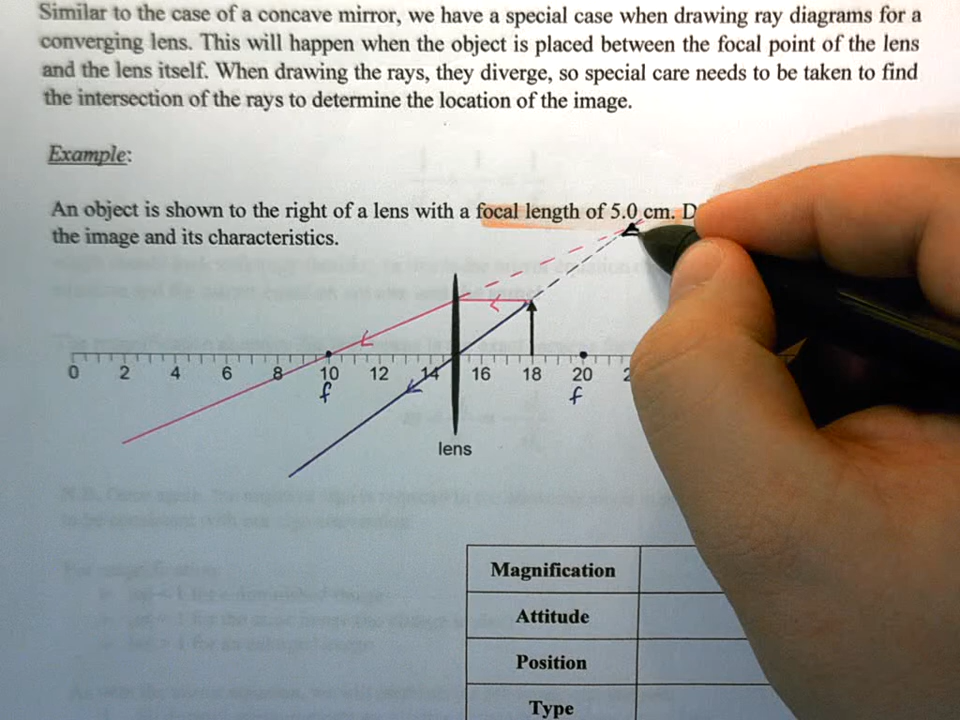 Similar to the case of a concave mirror, we have a special case when drawing ray diagrams for a
converging lens. This will happen when the object is placed between the focal point of the lens
and the lens itself. When drawing the rays, they diverge, so special care needs to be taken to find
the intersection of the rays to determine the location of the image.
Example:
An object is shown to the right of a lens with a focal length of 5.0 cm. D
the image and its characteristics.
0 2 4 6 8 10 12 14 16 18 20 2
f f
lens
Magnification
Attitude
Position
Type